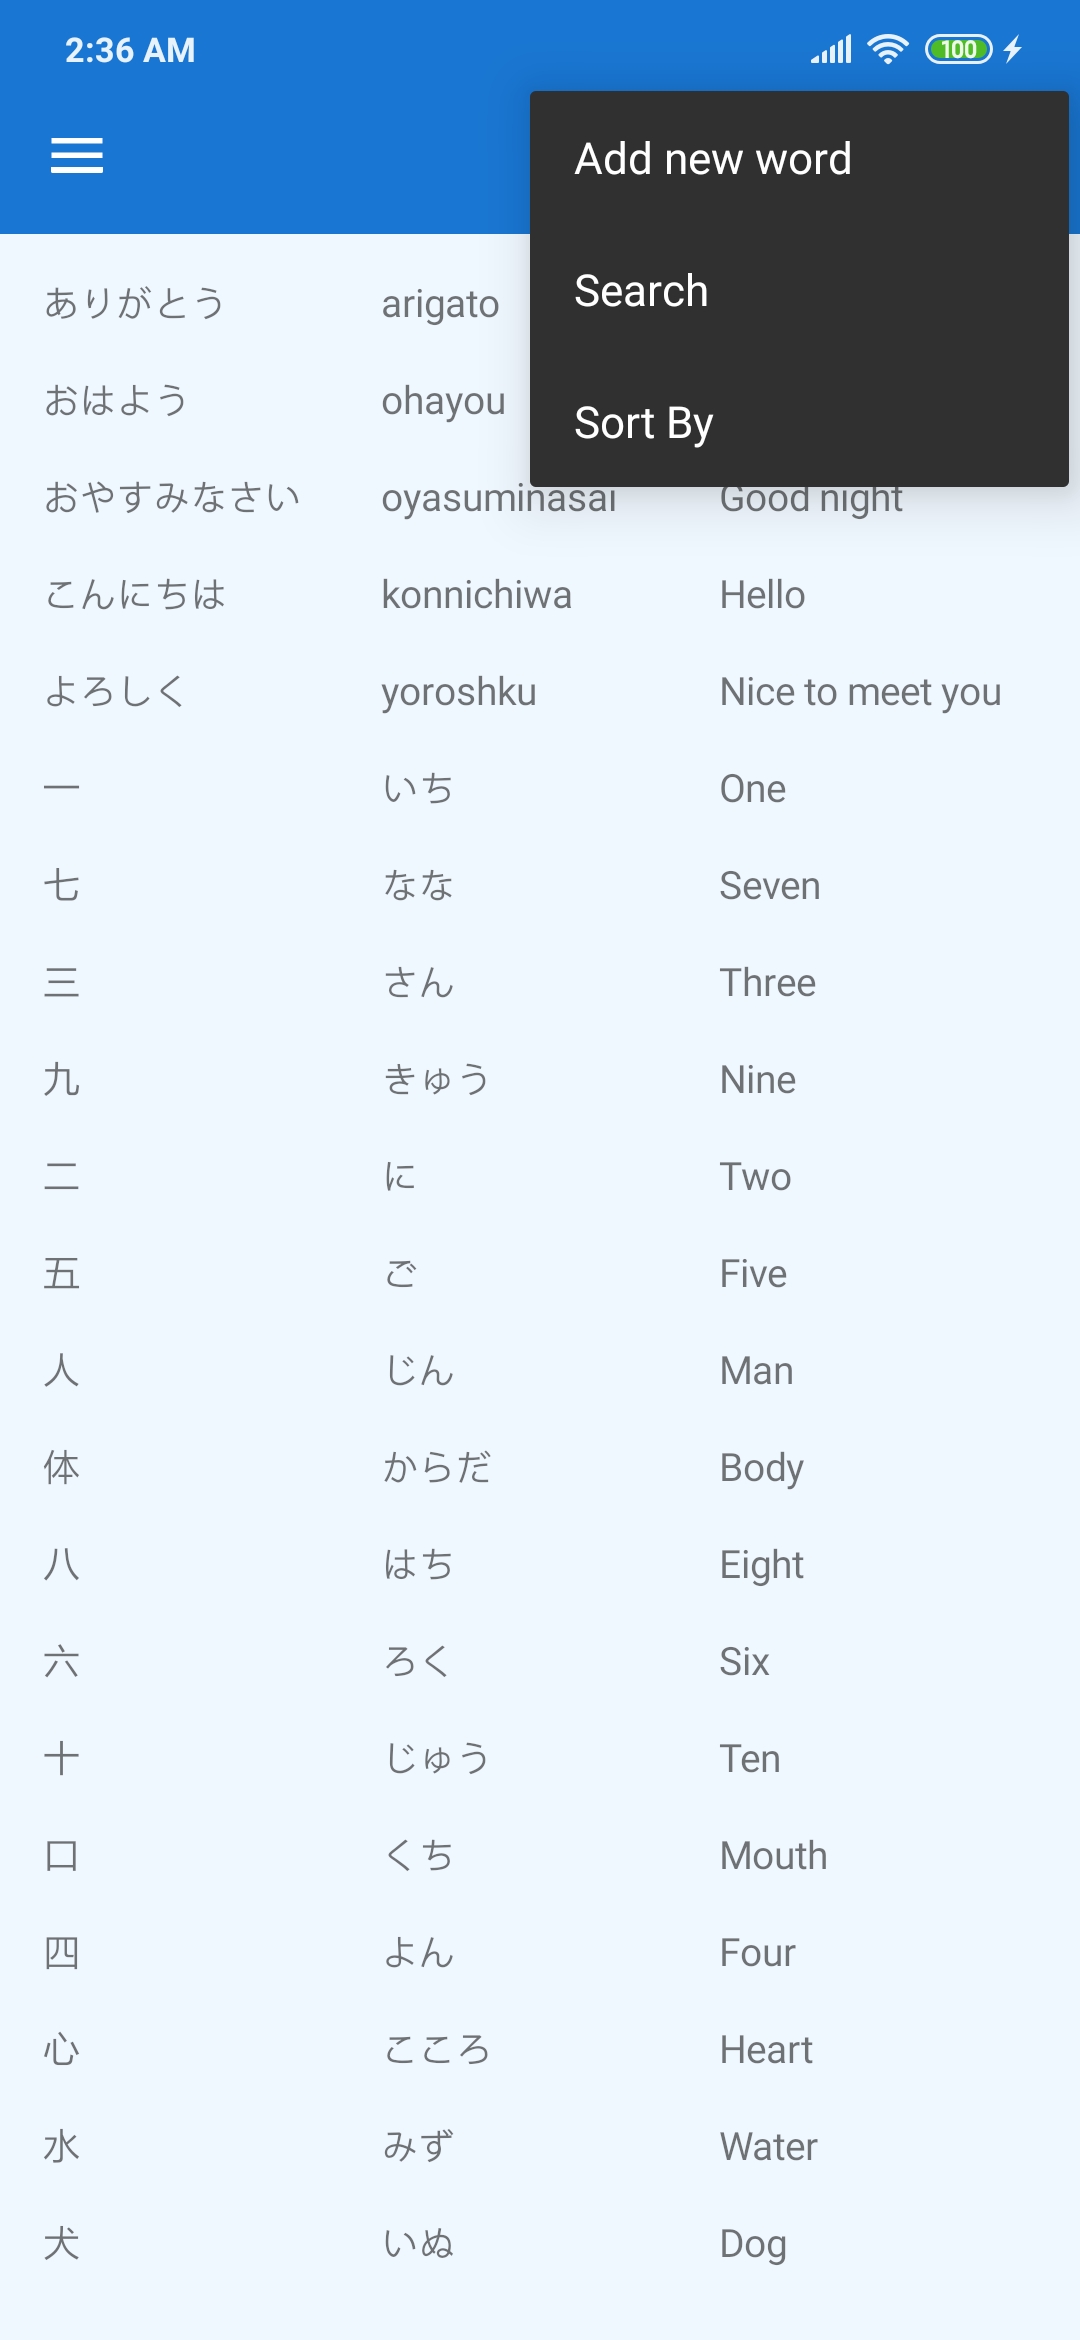 2:36 AM 100
Add new word
Search
Sort By
ありがとう arigato
おはよう ohayou
おやすみなさい oyasuminasai Good night
こんにちは konnichiwa Hello
よろしく yoroshku Nice to meet you
一 いち One
七 なな Seven
三 さん Three
九 きゅう Nine
二 に Two
五 ご Five
人 じん Man
体 からだ Body
八 はち Eight
六 ろく Six
十 じゅう Ten
口 くち Mouth
四 よん Four
心 こころ Heart
水 みず Water
犬 いぬ Dog